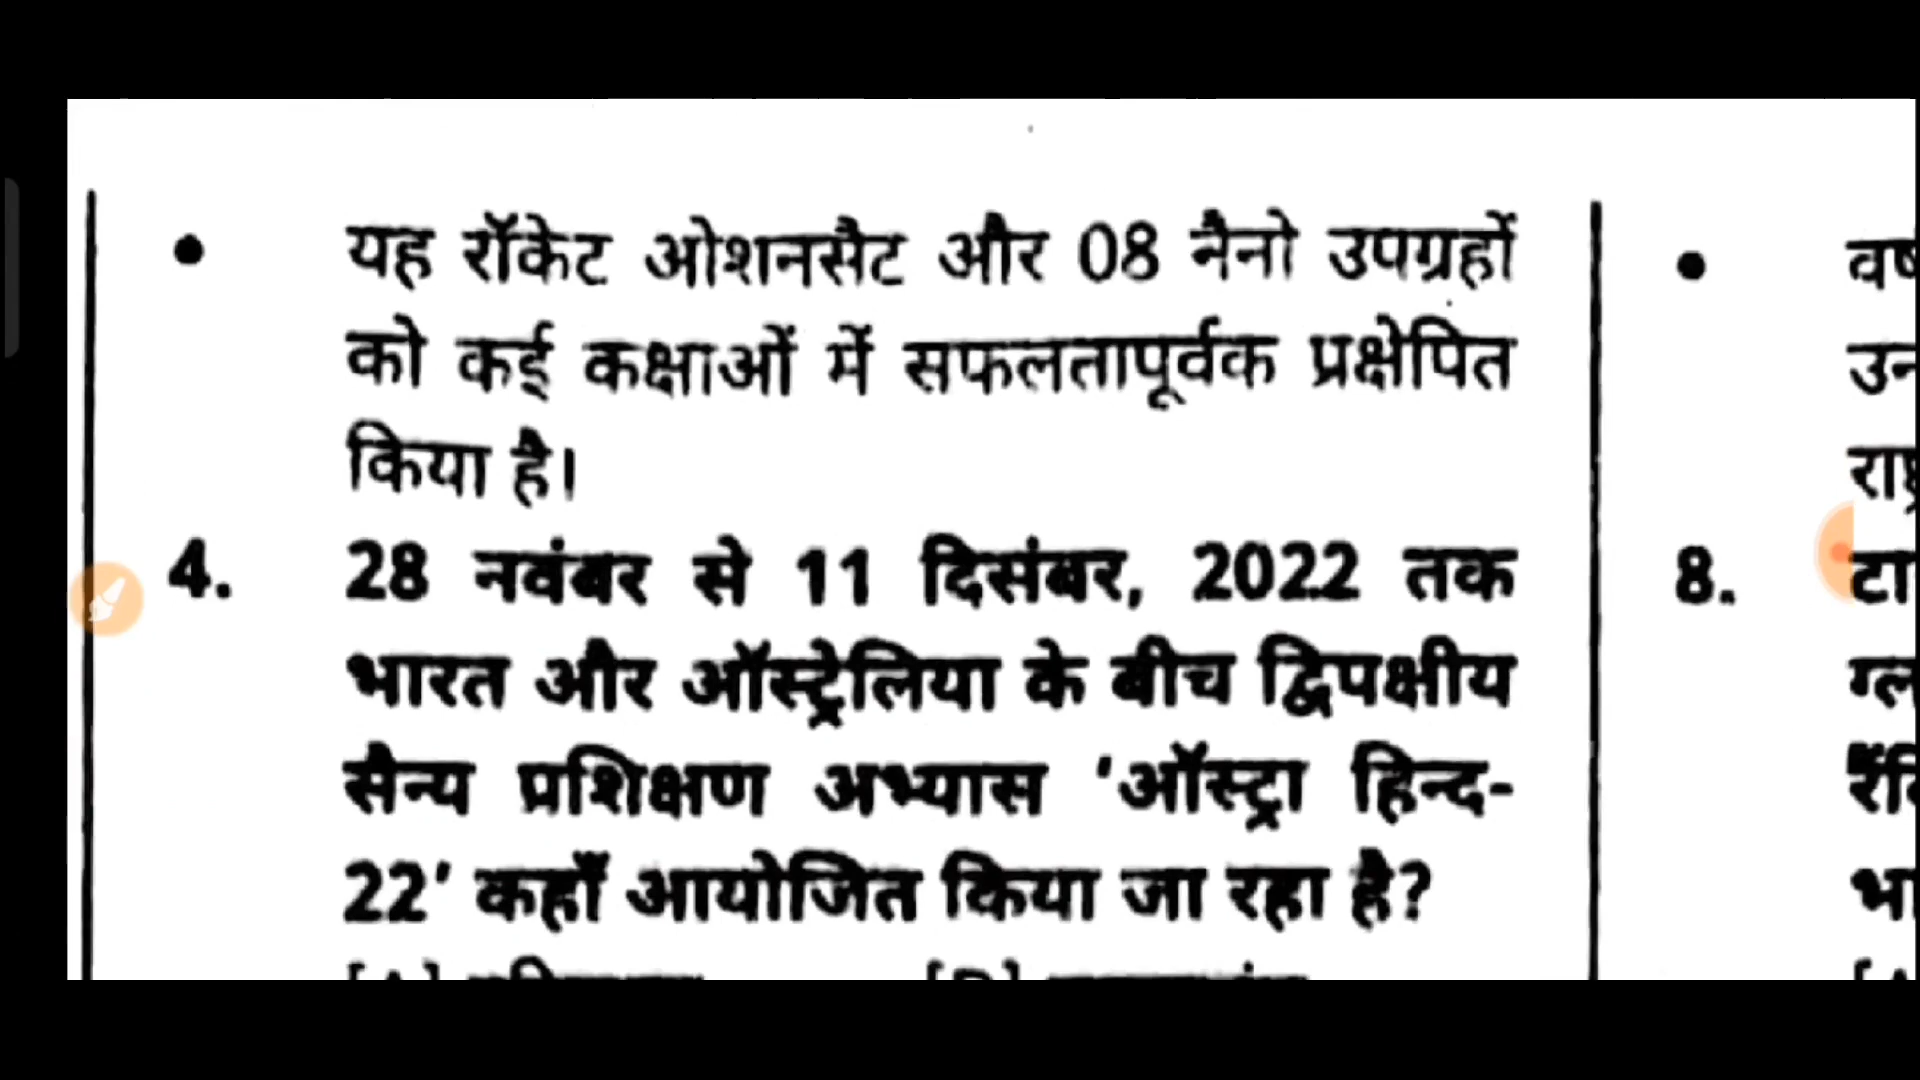 • यह रॉकेट ओशनसैट और 08 नैनो उपग्रहों
को कई कक्षाओं में सफलतापूर्वक प्रक्षेपित
किया है।
4. 28 नवंबर से 11 दिसंबर, 2022 तक
भारत और ऑस्ट्रेलिया के बीच द्विपक्षीय
सैन्य प्रशिक्षण अभ्यास ‘ऑस्ट्रा हिन्द-
22’ कहाँ आयोजित किया जा रहा है?
•
8.